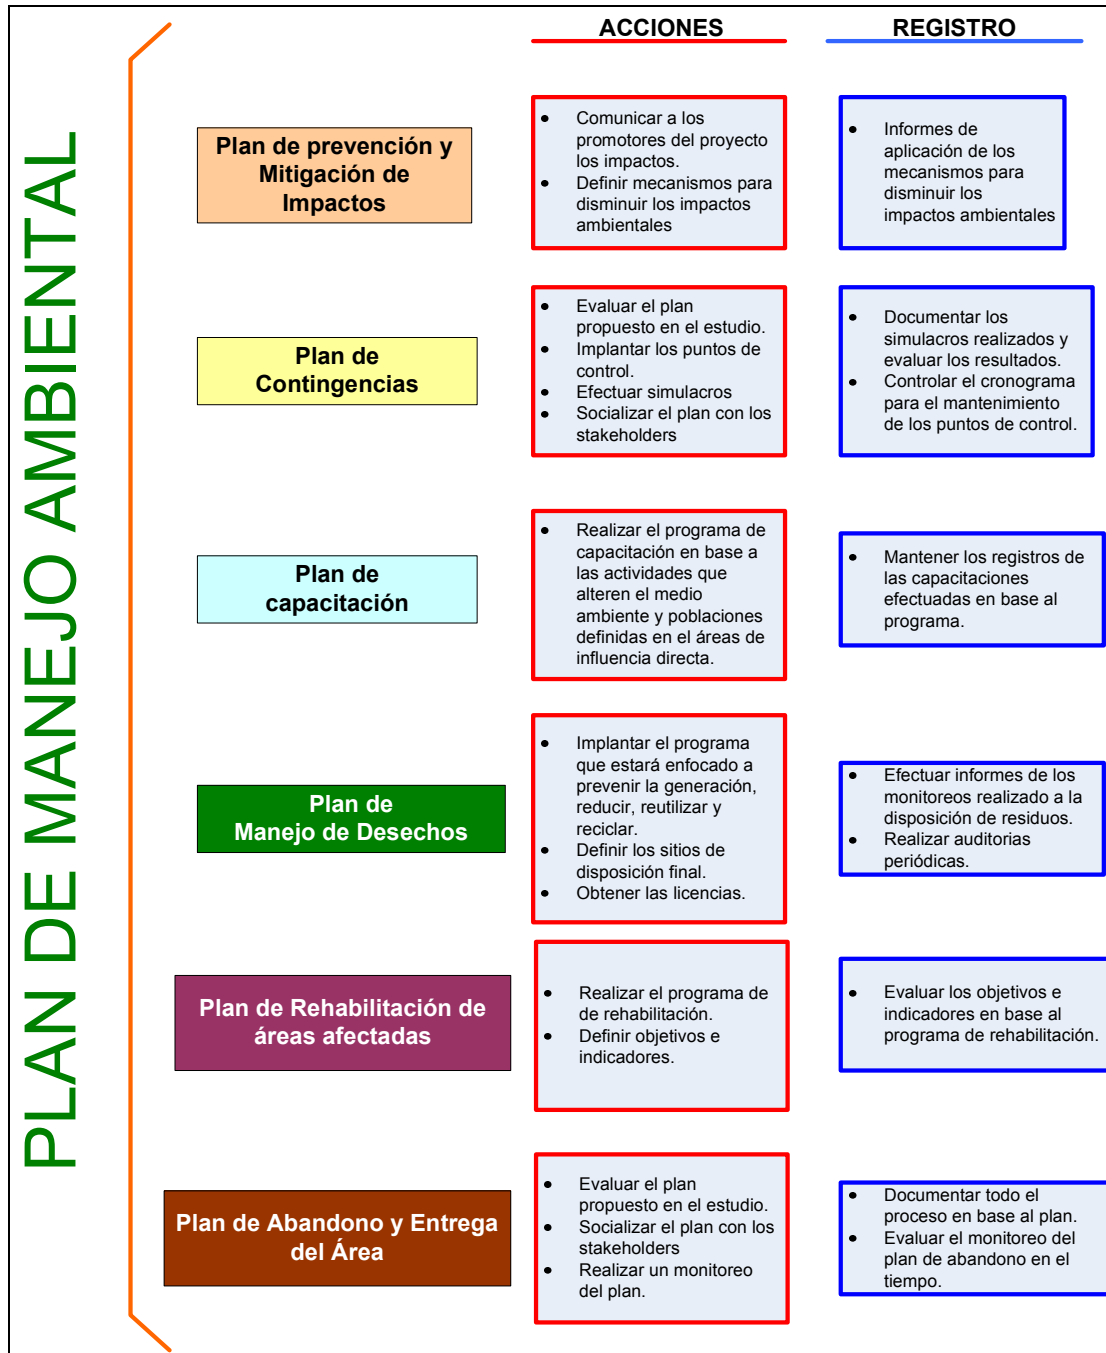 PLAN DE MANEJO AMBIENTAL
ACCIONES
REGISTRO
Plan de prevención y
Mitigación de
Impactos
• Comunicar a los
promotores del proyecto
los impactos.
• Definir mecanismos para
disminuir los impactos
ambientales
• Informes de
aplicación de los
mecanismos para
disminuir los
impactos ambientales
Plan de
Contingencias
• Evaluar el plan
propuesto en el estudio.
• Implantar los puntos de
control.
• Efectuar simulacros
• Socializar el plan con los
stakeholders
• Documentar los
simulacros realizados y
evaluar los resultados.
• Controlar el cronograma
para el mantenimiento
de los puntos de control.
Plan de
capacitación
• Realizar el programa de
capacitación en base a
las actividades que
alteren el medio
ambiente y poblaciones
definidas en el áreas de
influencia directa.
• Mantener los registros de
las capacitaciones
efectuadas en base al
programa.
Plan de
Manejo de Desechos
• Implantar el programa
que estará enfocado a
prevenir la generación,
reducir, reutilizar y
reciclar.
• Definir los sitios de
disposición final.
• Obtener las licencias.
• Efectuar informes de los
monitoreos realizado a la
disposición de residuos.
• Realizar auditorias
periódicas.
Plan de Rehabilitación de
áreas afectadas
• Realizar el programa de
de rehabilitación.
• Definir objetivos e
indicadores.
• Evaluar los objetivos e
indicadores en base al
programa de rehabilitación.
Plan de Abandono y Entrega
del Área
• Evaluar el plan
propuesto en el estudio.
• Socializar el plan con los
stakeholders
• Realizar un monitoreo
del plan.
• Documentar todo el
proceso en base al plan.
• Evaluar el monitoreo del
plan de abandono en el
tiempo.